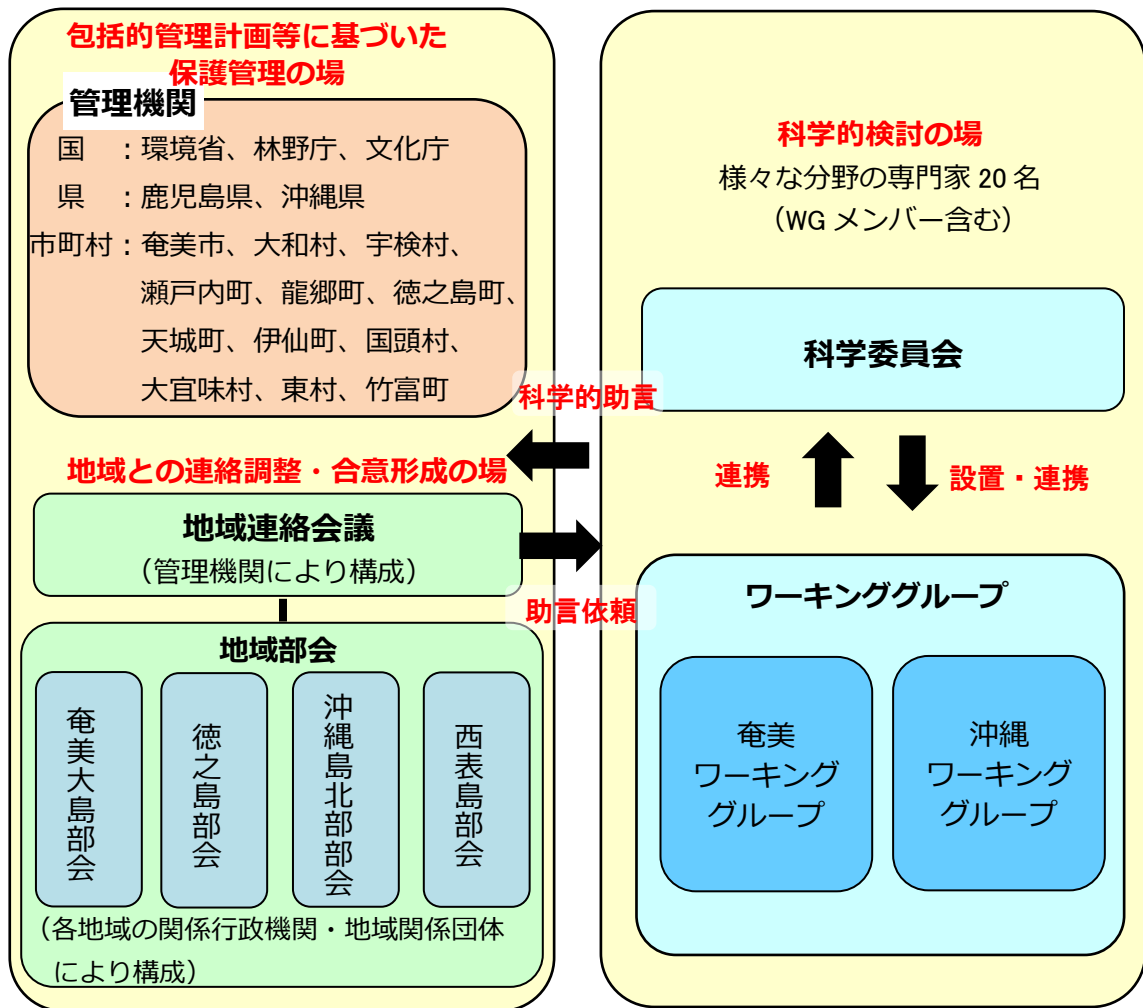 包括的管理計画等に基づいた
保護管理の場
管理機関
国　：環境省、林野庁、文化庁
県　：鹿児島県、沖縄県
市町村：奄美市、大和村、宇検村、
瀬戸内町、龍郷町、徳之島町、
天城町、伊仙町、国頭村、
大宜味村、東村、竹富町
地域との連絡調整・合意形成の場
地域連絡会議
（管理機関により構成）
地域部会
奄美大島部会
徳之島部会
沖縄島北部部会
西表島部会
（各地域の関係行政機関・地域関係団体
により構成）
科学的助言
助言依頼
科学的検討の場
様々な分野の専門家 20 名
（WG メンバー含む）
科学委員会
連携
設置・連携
ワーキンググループ
奄美
ワーキング
グループ
沖縄
ワーキング
グループ